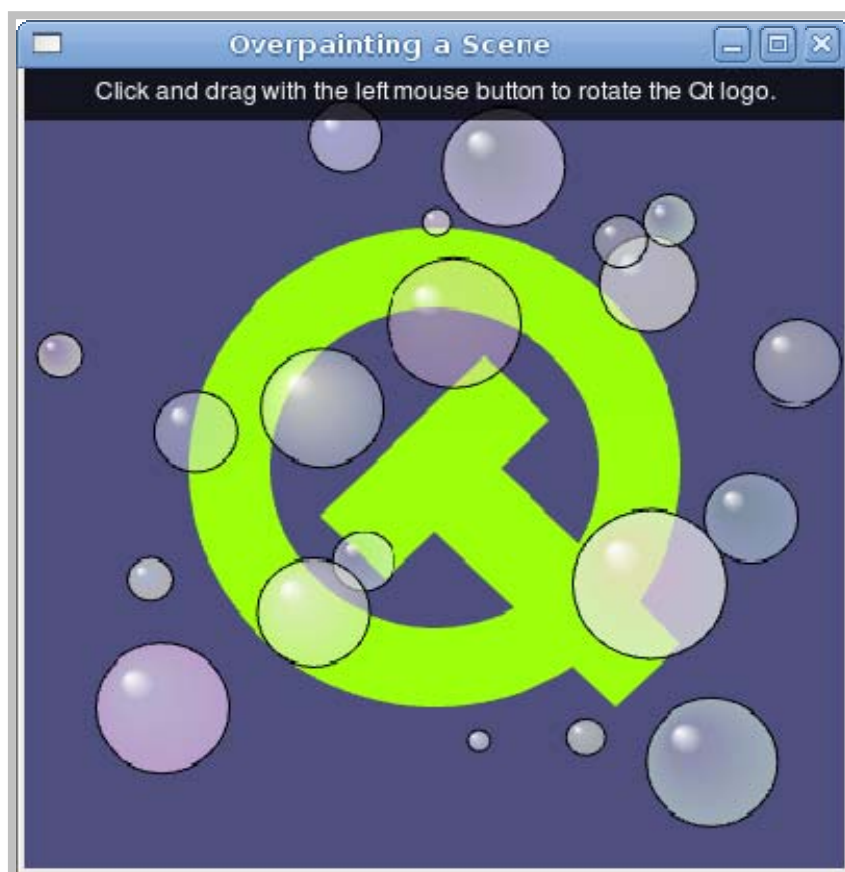 Overpainting a Scene
Click and drag with the left mouse button to rotate the Qt logo.